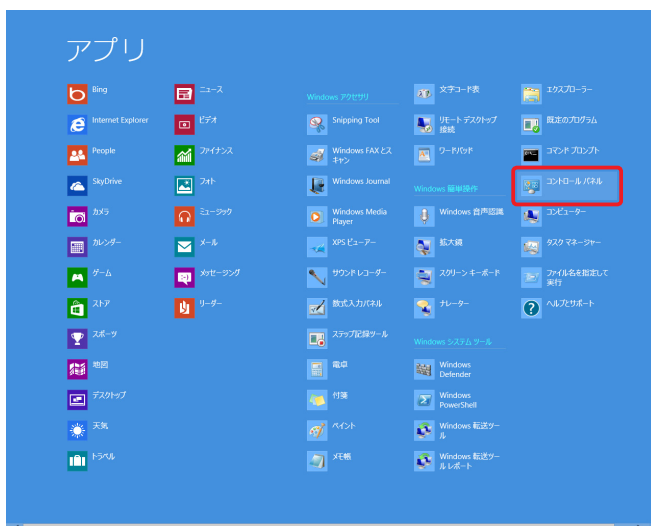 アプリ
Bing
Internet Explorer
People
SkyDrive
カメラ
カレンダー
ゲーム
ストア
スポーツ
地図
デスクトップ
天気
トラベル
ニュース
ビデオ
ファイナンス
フォト
ミュージック
メール
メッセージング
リーダー
Windows アクセサリ
Snipping Tool
Windows FAX とス
キャン
Windows Journal
Windows Media
Player
XPS ビューアー
サウンド レコーダー
数式入力パネル
ステップ記録ツール
電卓
付箋
ペイント
メモ帳
文字コード表
リモート デスクトップ
接続
ワードパッド
Windows 簡単操作
Windows 音声認識
拡大鏡
スクリーン キーボード
ナレーター
Windows システム ツール
Windows
Defender
Windows
PowerShell
Windows 転送ツー
ル
Windows 転送ツー
ル レポート
エクスプローラー
既定のプログラム
コマンド プロンプト
コントロール パネル
コンピューター
タスク マネージャー
ファイル名を指定して
実行
ヘルプとサポート